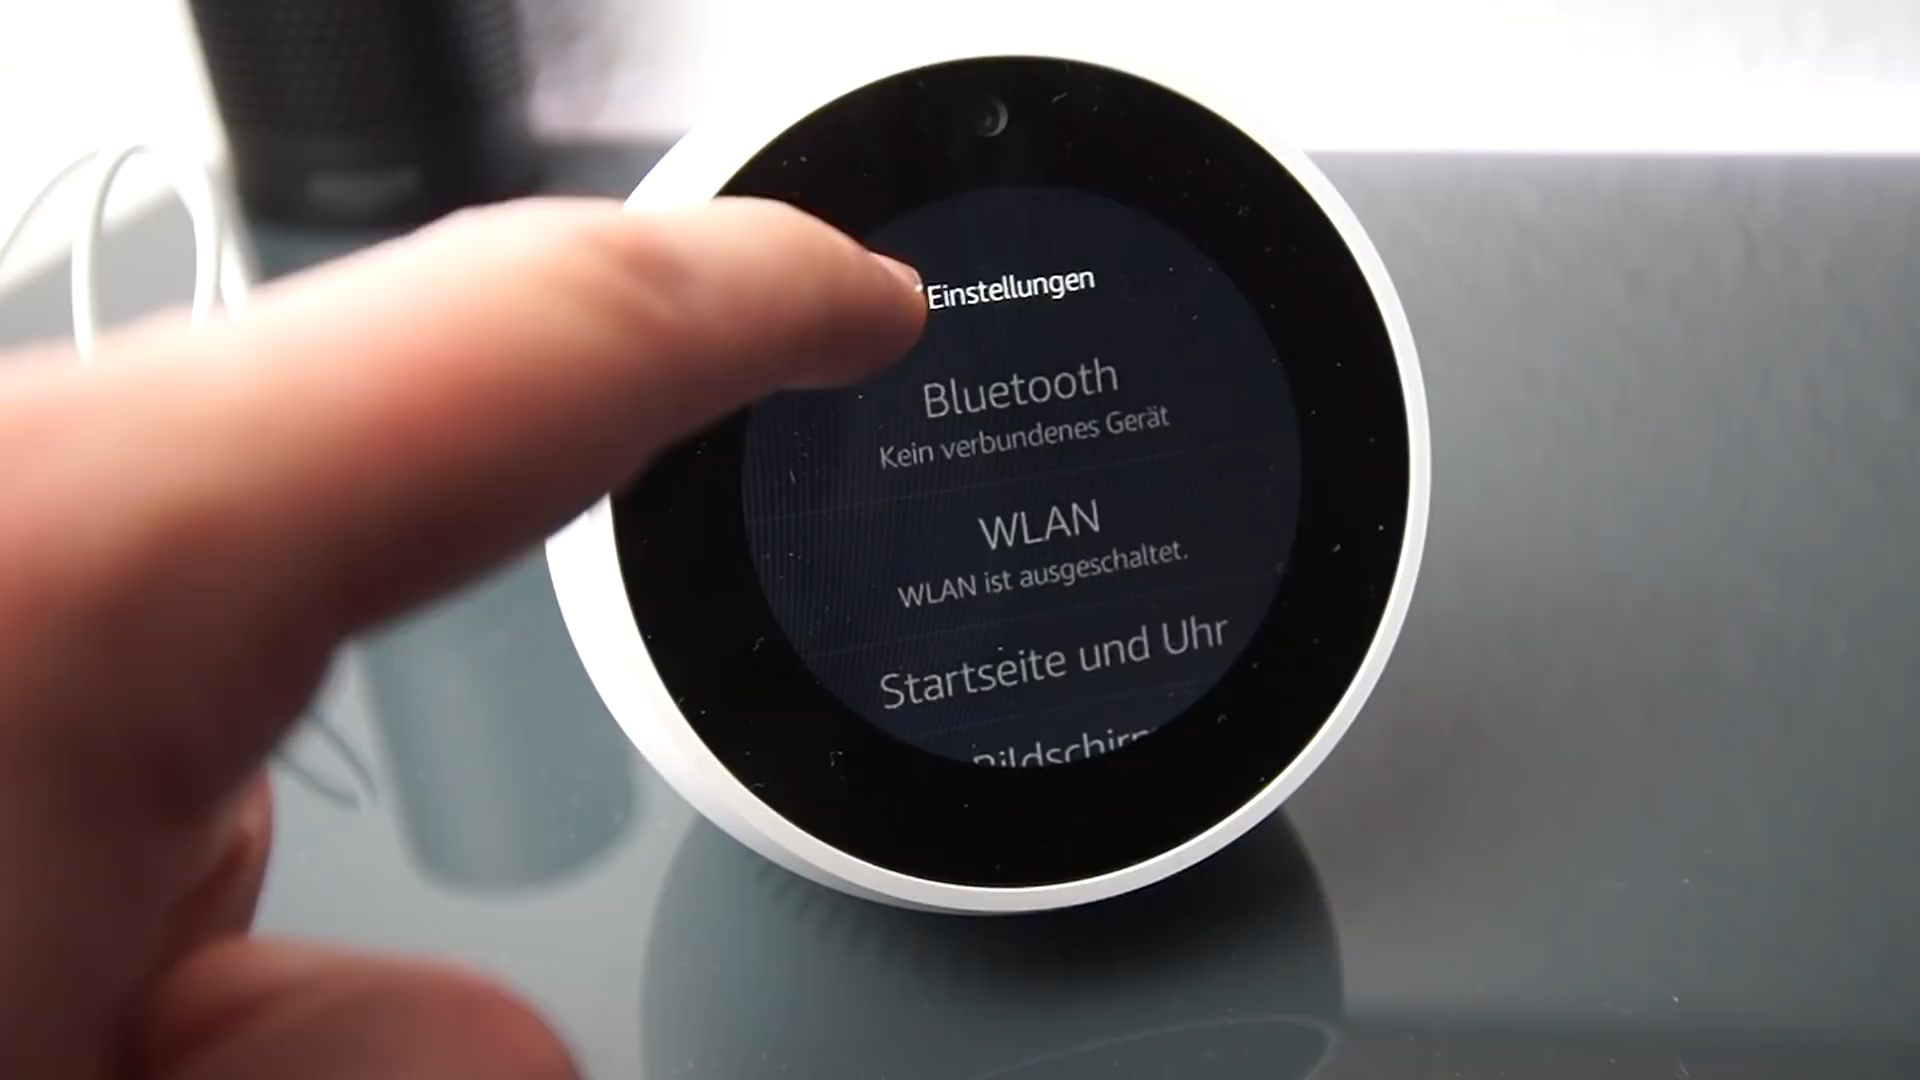 Einstellungen
Bluetooth
Kein verbundenes Gerät
WLAN
WLAN ist ausgeschaltet.
Startseite und Uhr